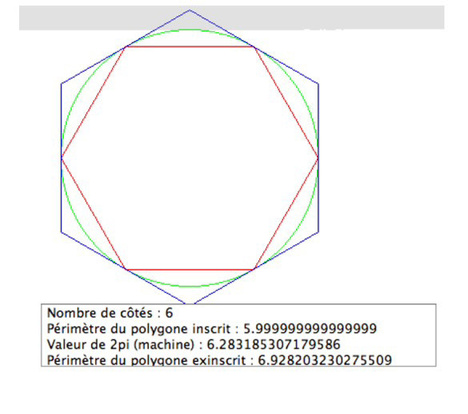 Nombre de côtés : 6
Périmètre du polygone inscrit : 5.999999999999999
Valeur de 2pi (machine) : 6.283185307179586
Périmètre du polygone exinscrit : 6.928203230275509